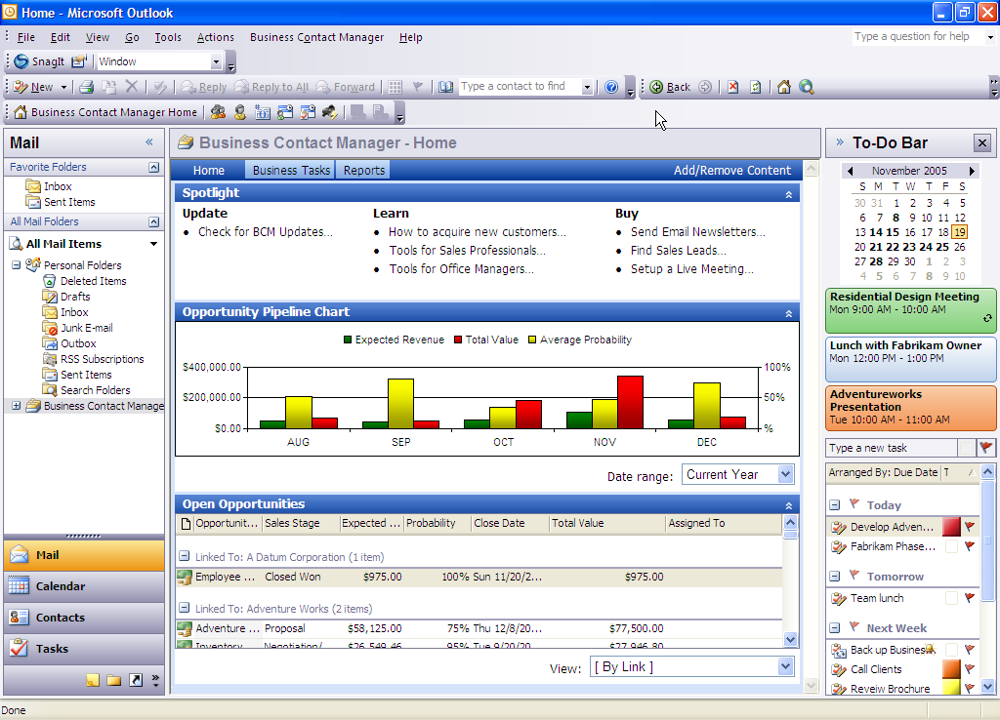 Home - Microsoft Outlook
File Edit View Go Tools Actions Business Contact Manager Help
Type a question for help
SnagIt Window
New Reply Reply to All Forward Type a contact to find Back
Business Contact Manager Home
Mail «
Favorite Folders
Inbox
Sent Items
All Mail Folders
All Mail Items
Personal Folders
Deleted Items
Drafts
Inbox
Junk E-mail
Outbox
RSS Subscriptions
Sent Items
Search Folders
Business Contact Manage
Mail
Calendar
Contacts
Tasks
Business Contact Manager - Home
Home Business Tasks Reports Add/Remove Content
Spotlight
Update
• Check for BCM Updates...
Learn
• How to acquire new customers...
• Tools for Sales Professionals...
• Tools for Office Managers...
Buy
• Send Email Newsletters...
• Find Sales Leads...
• Setup a Live Meeting...
Opportunity Pipeline Chart
Expected Revenue Total Value Average Probability
$400,000.00 100%
$200,000.00 50%
$0.00 %
AUG SEP OCT NOV DEC
Date range: Current Year
Open Opportunities
Opportunit... Sales Stage Expected ... Probability Close Date Total Value Assigned To
Linked To: A Datum Corporation (1 item)
Employee ... Closed Won $975.00 100% Sun 11/20/2... $975.00
Linked To: Adventure Works (2 items)
Adventure ... Proposal $58,125.00 75% Thu 12/8/20... $77,500.00
Inventory Negotiation/ $26,549.46 95% Tue 9/20/20... $27,946.80
View: [ By Link ]
» To-Do Bar
November 2005
S M T W T F S
30 31 1 2 3 4 5
6 7 8 9 10 11 12
13 14 15 16 17 18 19
20 21 22 23 24 25 26
27 28 29 30 1 2 3
4 5 6 7 8 9 10
Residential Design Meeting
Mon 9:00 AM - 10:00 AM
Lunch with Fabrikam Owner
Mon 12:00 PM - 1:00 PM
Adventureworks
Presentation
Tue 10:00 AM - 11:00 AM
Type a new task
Arranged By: Due Date T
Today
Develop Adven...
Fabrikam Phase...
Tomorrow
Team lunch
Next Week
Back up Business...
Call Clients
Reveiw Brochure
Done